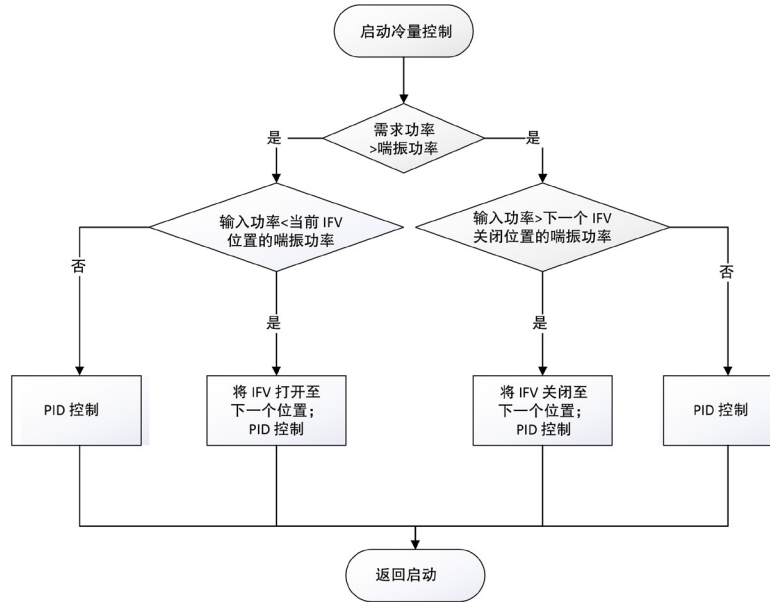 启动冷量控制
需求功率
>喘振功率
是
是
输入功率<当前 IFV
位置的喘振功率
输入功率>下一个 IFV
关闭位置的喘振功率
否
是
是
否
PID 控制
将 IFV 打开至
下一个位置；
PID 控制
将 IFV 关闭至
下一个位置；
PID 控制
PID 控制
返回启动